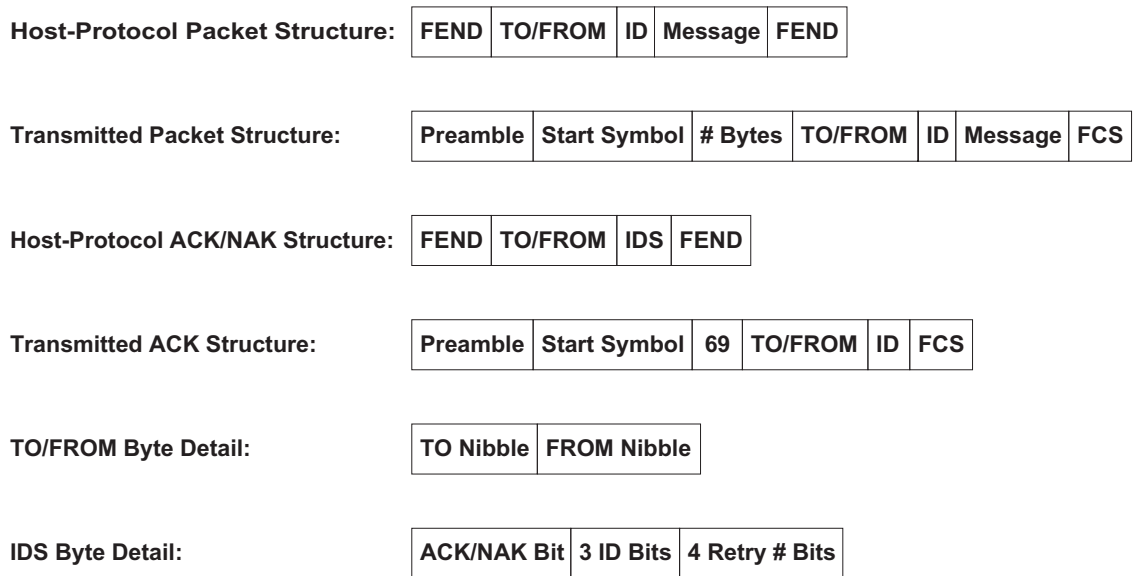 Host-Protocol Packet Structure: FEND TO/FROM ID Message FEND
Transmitted Packet Structure: Preamble Start Symbol # Bytes TO/FROM ID Message FCS
Host-Protocol ACK/NAK Structure: FEND TO/FROM IDS FEND
Transmitted ACK Structure: Preamble Start Symbol 69 TO/FROM ID FCS
TO/FROM Byte Detail: TO Nibble FROM Nibble
IDS Byte Detail: ACK/NAK Bit 3 ID Bits 4 Retry # Bits